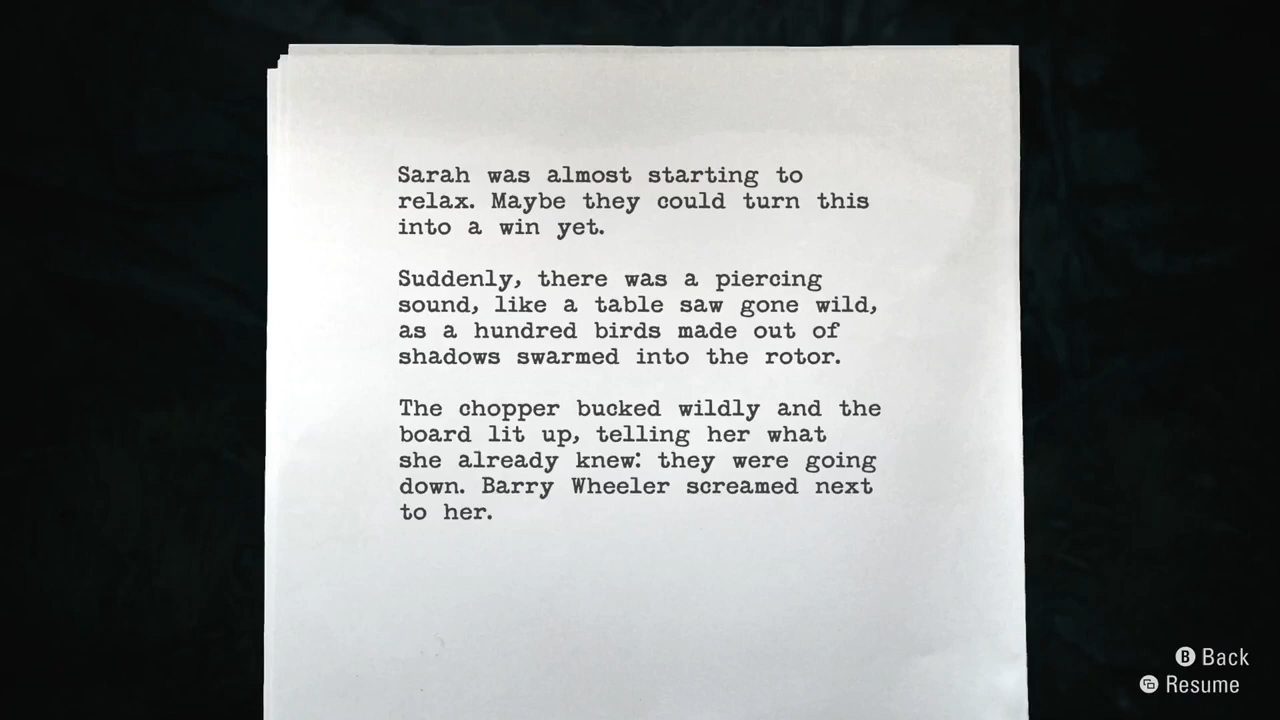 Sarah was almost starting to
relax. Maybe they could turn this
into a win yet.
Suddenly, there was a piercing
sound, like a table saw gone wild,
as a hundred birds made out of
shadows swarmed into the rotor.
The chopper bucked wildly and the
board lit up, telling her what
she already knew: they were going
down. Barry Wheeler screamed next
to her.
B Back
Resume